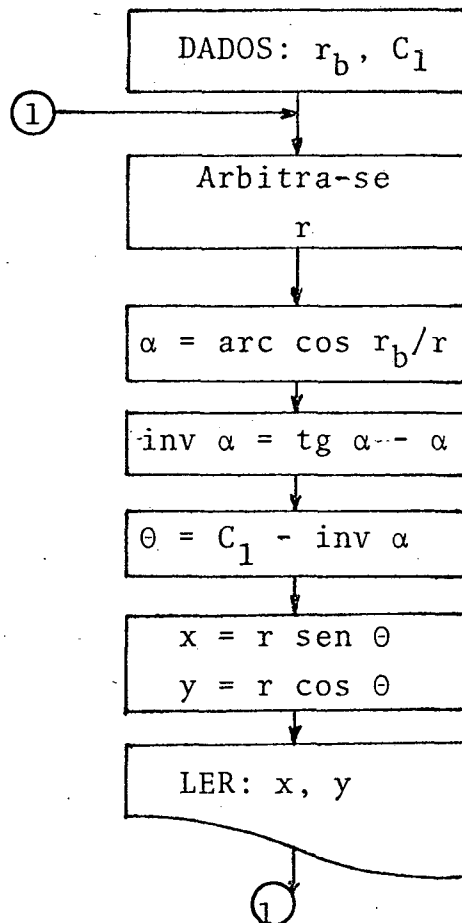 DADOS: r_b, C_1
1
Arbitra-se
r
α = arc cos r_b/r
inv α = tg α - α
θ = C_1 - inv α
x = r sen θ
y = r cos θ
LER: x, y
1